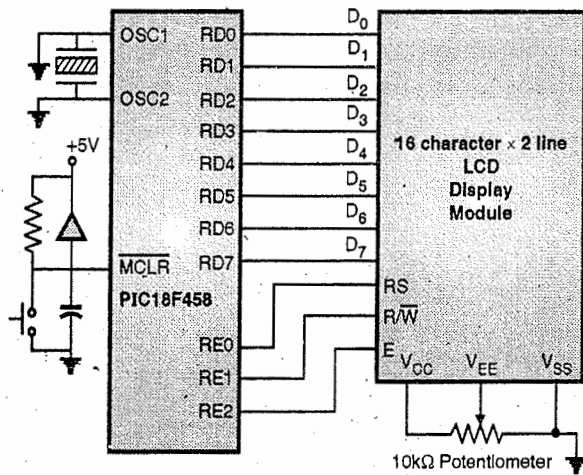 OSC1
OSC2
+5V
MCLR
PIC18F458
RD0
RD1
RD2
RD3
RD4
RD5
RD6
RD7
RE0
RE1
RE2
D0
D1
D2
D3
D4
D5
D6
D7
16 character × 2 line
LCD
Display
Module
RS
R/W
E
VCC VEE VSS
10kΩ Potentiometer